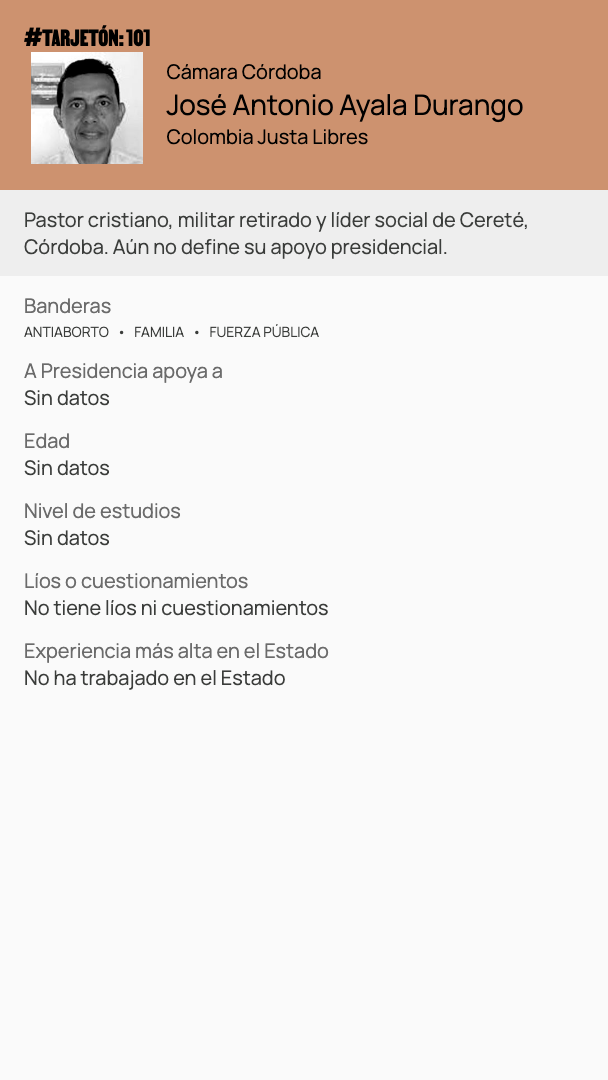 #TARJETÓN: 101
Cámara Córdoba
José Antonio Ayala Durango
Colombia Justa Libres
Pastor cristiano, militar retirado y líder social de Cereté,
Córdoba. Aún no define su apoyo presidencial.
Banderas
ANTIABORTO • FAMILIA • FUERZA PÚBLICA
A Presidencia apoya a
Sin datos
Edad
Sin datos
Nivel de estudios
Sin datos
Líos o cuestionamientos
No tiene líos ni cuestionamientos
Experiencia más alta en el Estado
No ha trabajado en el Estado